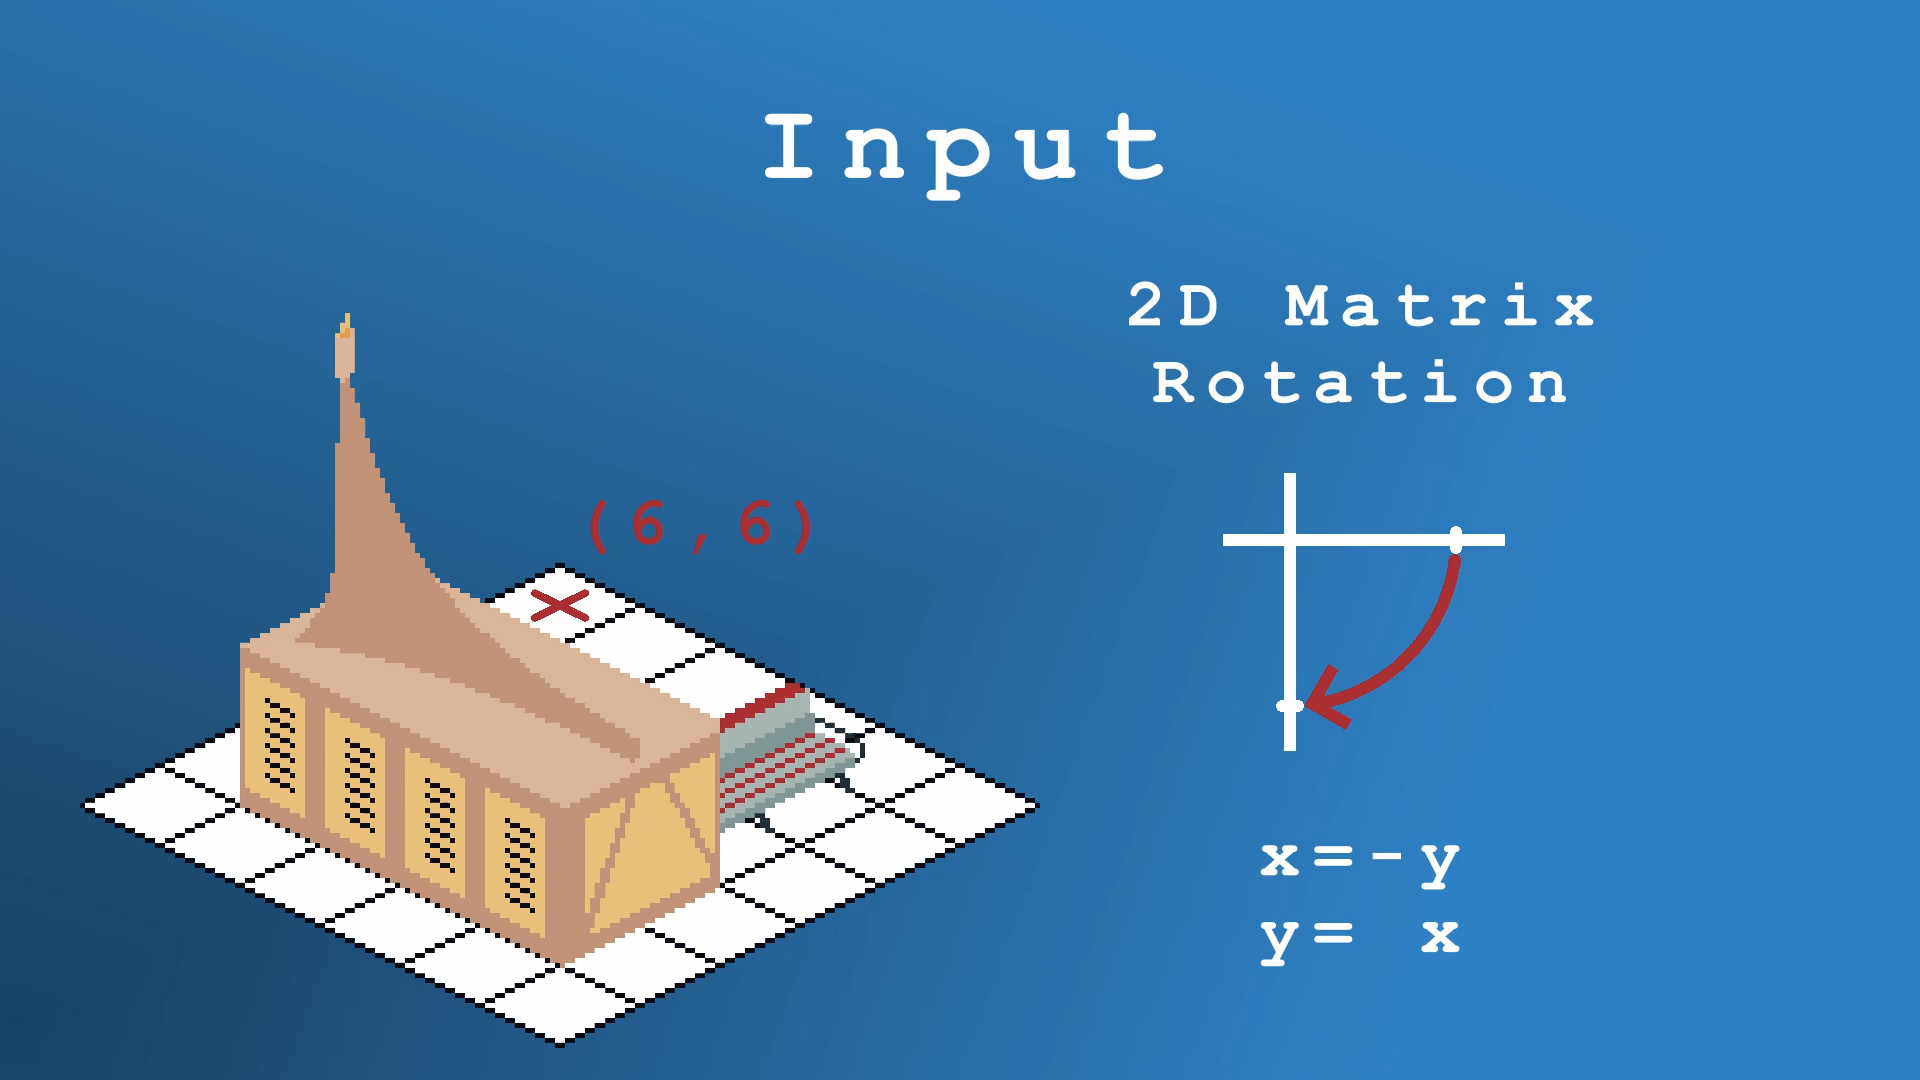 Input
2D Matrix
Rotation
(6,6)
x=-y
y= x